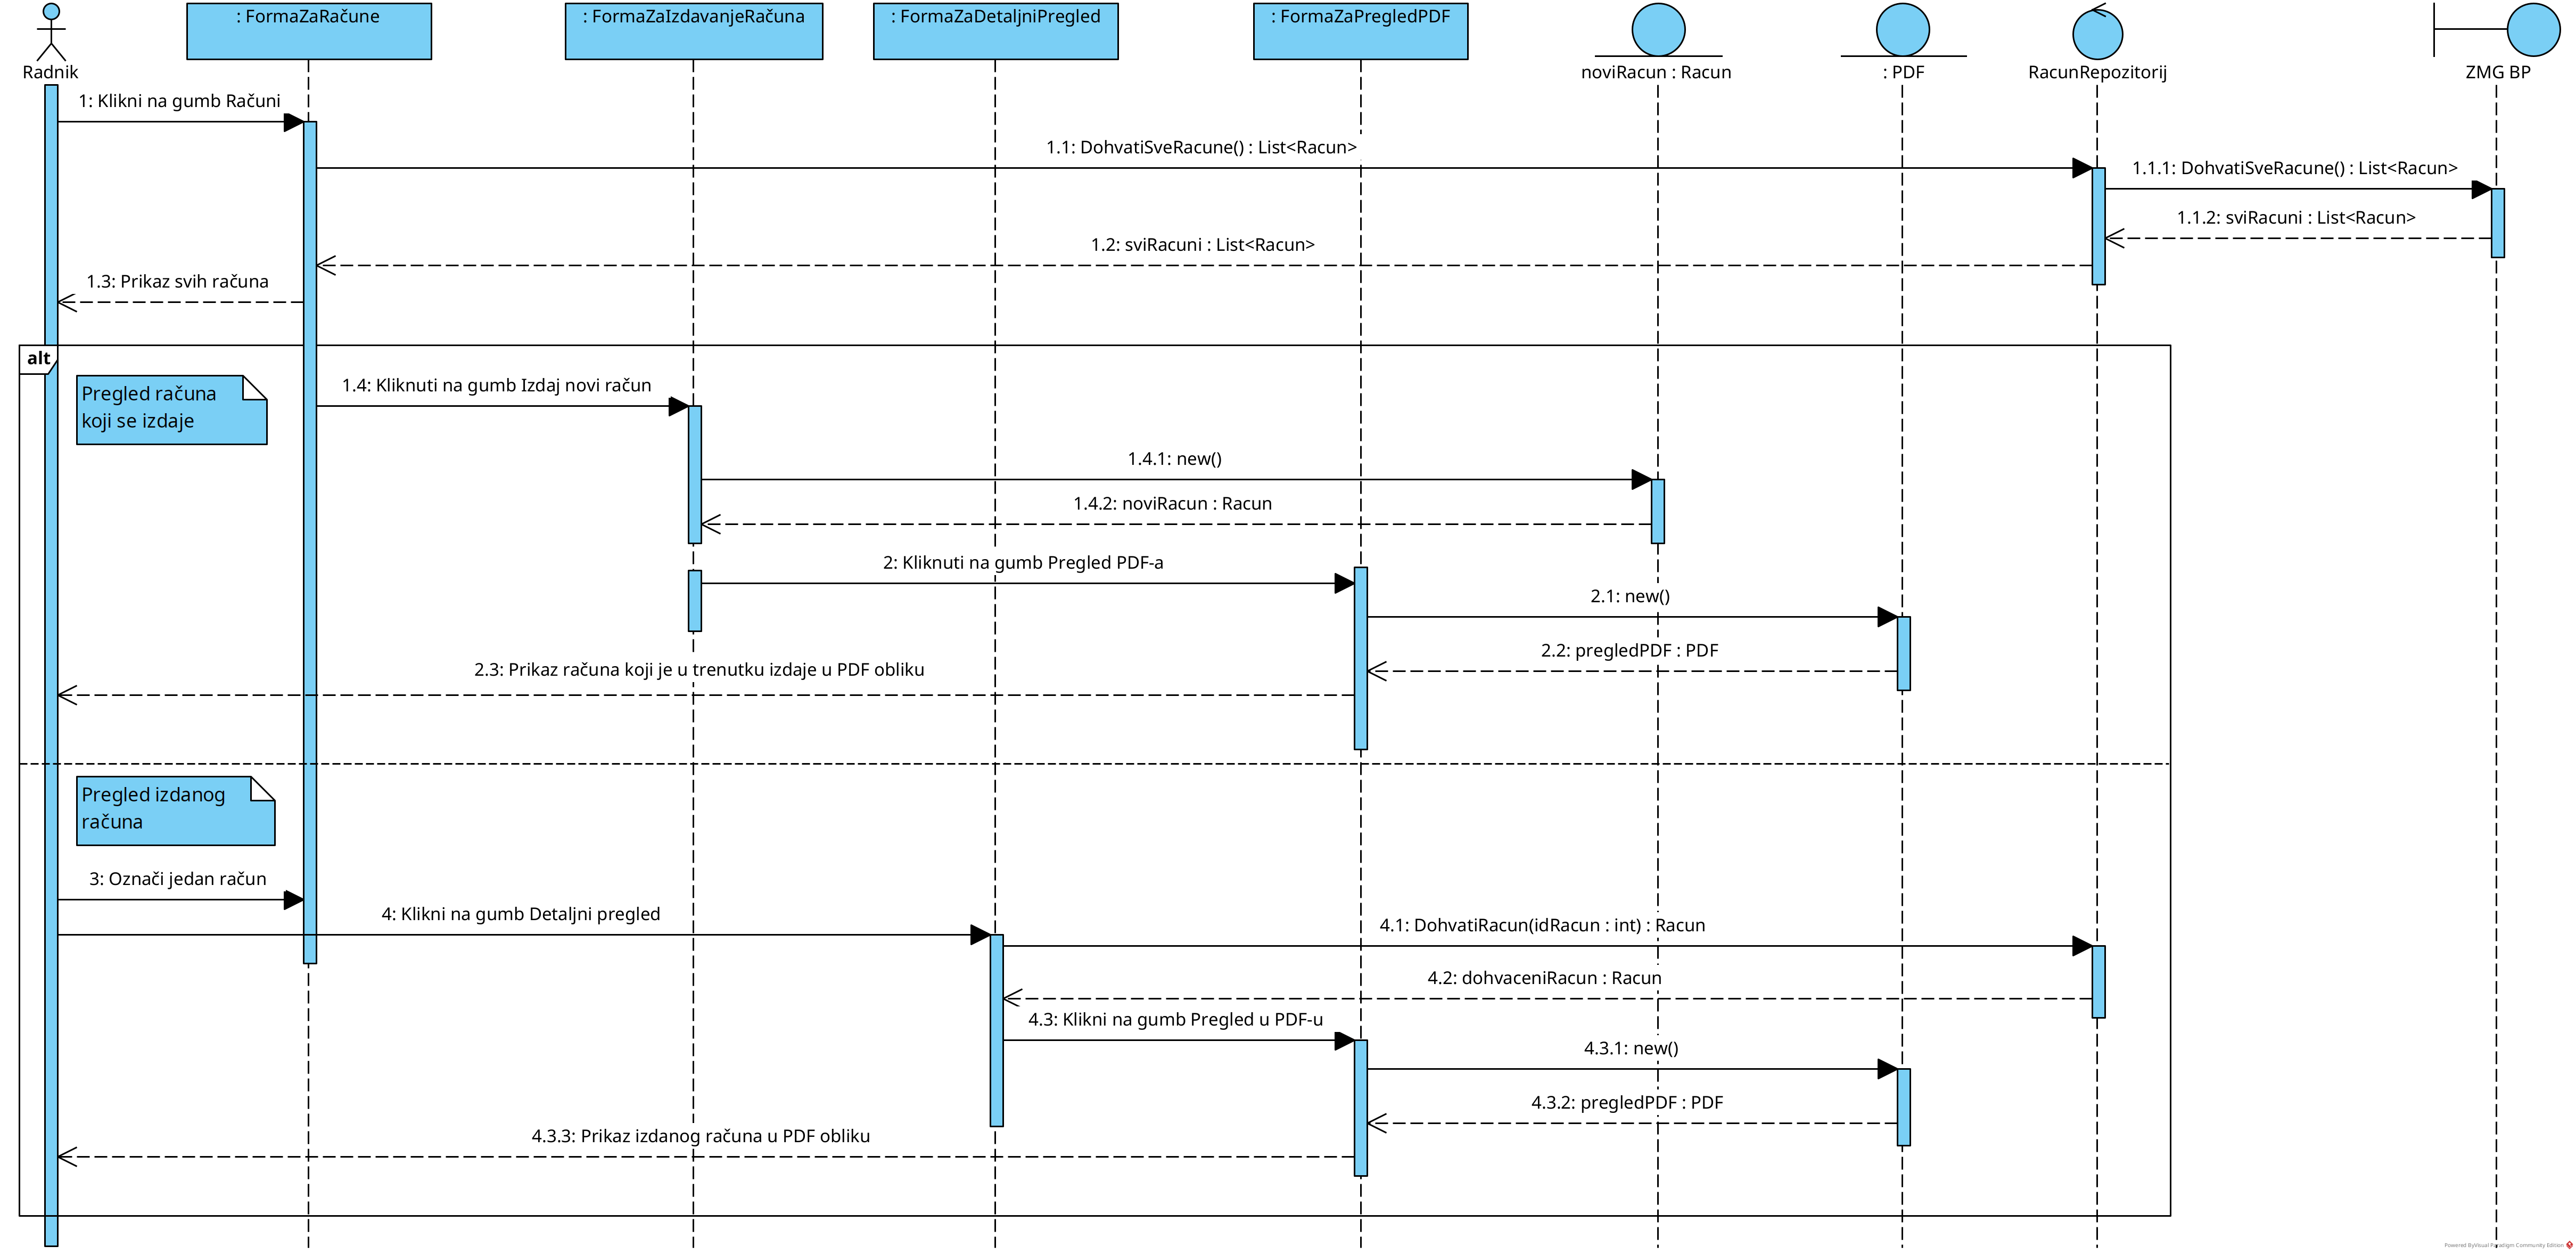 : FormaZaRačune
: FormaZaIzdavanjeRačuna
: FormaZaDetaljniPregled
: FormaZaPregledPDF
Radnik
noviRacun : Racun
: PDF
RacunRepozitorij
ZMG BP
1: Klikni na gumb Računi
1.1: DohvatiSveRacune() : List<Racun>
1.1.1: DohvatiSveRacune() : List<Racun>
1.1.2: sviRacuni : List<Racun>
1.2: sviRacuni : List<Racun>
1.3: Prikaz svih računa
alt
Pregled računa
koji se izdaje
1.4: Kliknuti na gumb Izdaj novi račun
1.4.1: new()
1.4.2: noviRacun : Racun
2: Kliknuti na gumb Pregled PDF-a
2.1: new()
2.2: pregledPDF : PDF
2.3: Prikaz računa koji je u trenutku izdaje u PDF obliku
Pregled izdanog
računa
3: Označi jedan račun
4: Klikni na gumb Detaljni pregled
4.1: DohvatiRacun(idRacun : int) : Racun
4.2: dohvaceniRacun : Racun
4.3: Klikni na gumb Pregled u PDF-u
4.3.1: new()
4.3.2: pregledPDF : PDF
4.3.3: Prikaz izdanog računa u PDF obliku
Powered ByVisual Paradigm Community Edition